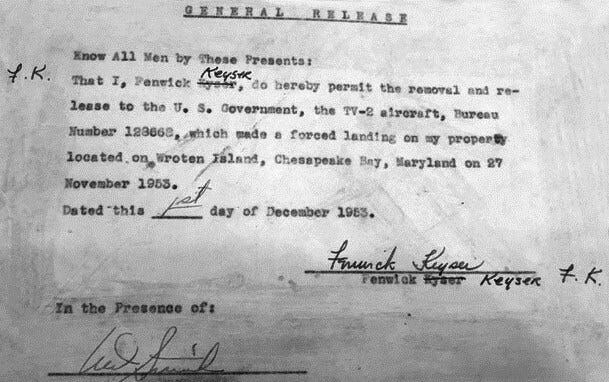 GENERAL RELEASE
Know All Men by These Presents:
Keyser
F.K. That I, Fenwick Kyser, do hereby permit the removal and re-
lease to the U. S. Government, the TV-2 aircraft, Bureau
Number 128662, which made a forced landing on my property
located on Wroten Island, Chesapeake Bay, Maryland on 27
November 1953.
Dated this 1st day of December 1953.
Fenwick Keyser
Fenwick Kyser Keyser F.K.
In the Presence of: